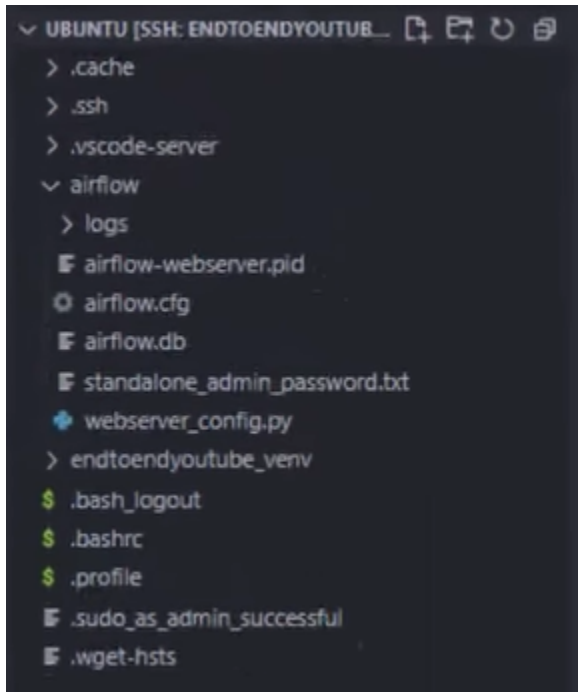 UBUNTU [SSH: ENDTOENDYOUTUB...
.cache
.ssh
.vscode-server
airflow
logs
airflow-webserver.pid
airflow.cfg
airflow.db
standalone_admin_password.txt
webserver_config.py
endtoendyoutube_venv
$ .bash_logout
$ .bashrc
$ .profile
.sudo_as_admin_successful
.wget-hsts